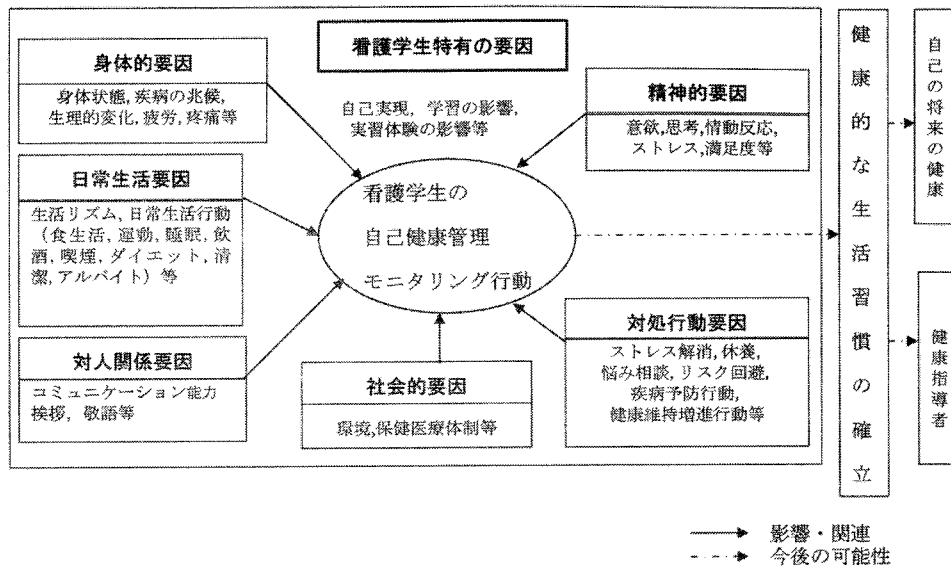 看護学生特有の要因
自己実現, 学習の影響,
実習体験の影響等
身体的要因
身体状態, 疾病の兆候,
生理的変化, 疲労, 疼痛等
精神的要因
意欲,思考,情動反応,
ストレス,満足度等
日常生活要因
生活リズム, 日常生活行動
(食生活, 運動, 睡眠, 飲
酒, 喫煙, ダイエット, 清
潔,アルバイト) 等
看護学生の
自己健康管理
モニタリング行動
対人関係要因
コミュニケーション能力
挨拶, 敬語等
社会的要因
環境,保健医療体制等
対処行動要因
ストレス解消, 休養,
悩み相談, リスク回避,
疾病予防行動,
健康維持増進行動等
健康的な生活習慣の確立
自己の将来の健康
健康指導者
影響・関連
今後の可能性